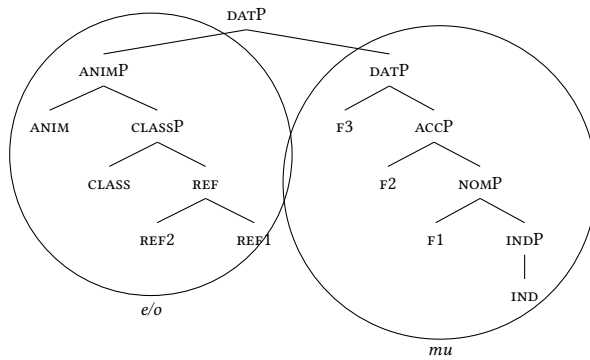 DATP
ANIMP DATP
ANIM CLASSP F3 ACCP
CLASS REF F2 NOMP
REF2 REF1 F1 INDP
IND
e/o
mu